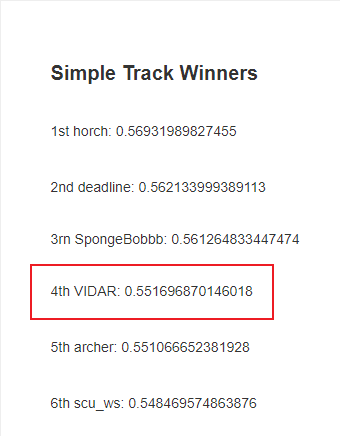 Simple Track Winners
1st horch: 0.56931989827455
2nd deadline: 0.562133999389113
3rn SpongeBobbb: 0.561264833447474
4th VIDAR: 0.551696870146018
5th archer: 0.551066652381928
6th scu_ws: 0.548469574863876